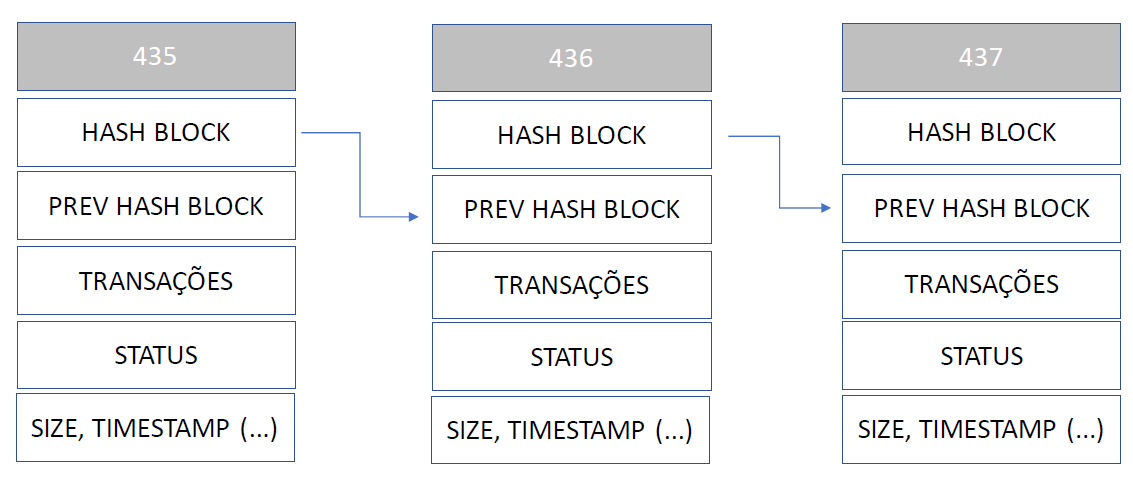 435
HASH BLOCK
PREV HASH BLOCK
TRANSAÇÕES
STATUS
SIZE, TIMESTAMP (...)
436
HASH BLOCK
PREV HASH BLOCK
TRANSAÇÕES
STATUS
SIZE, TIMESTAMP (...)
437
HASH BLOCK
PREV HASH BLOCK
TRANSAÇÕES
STATUS
SIZE, TIMESTAMP (...)